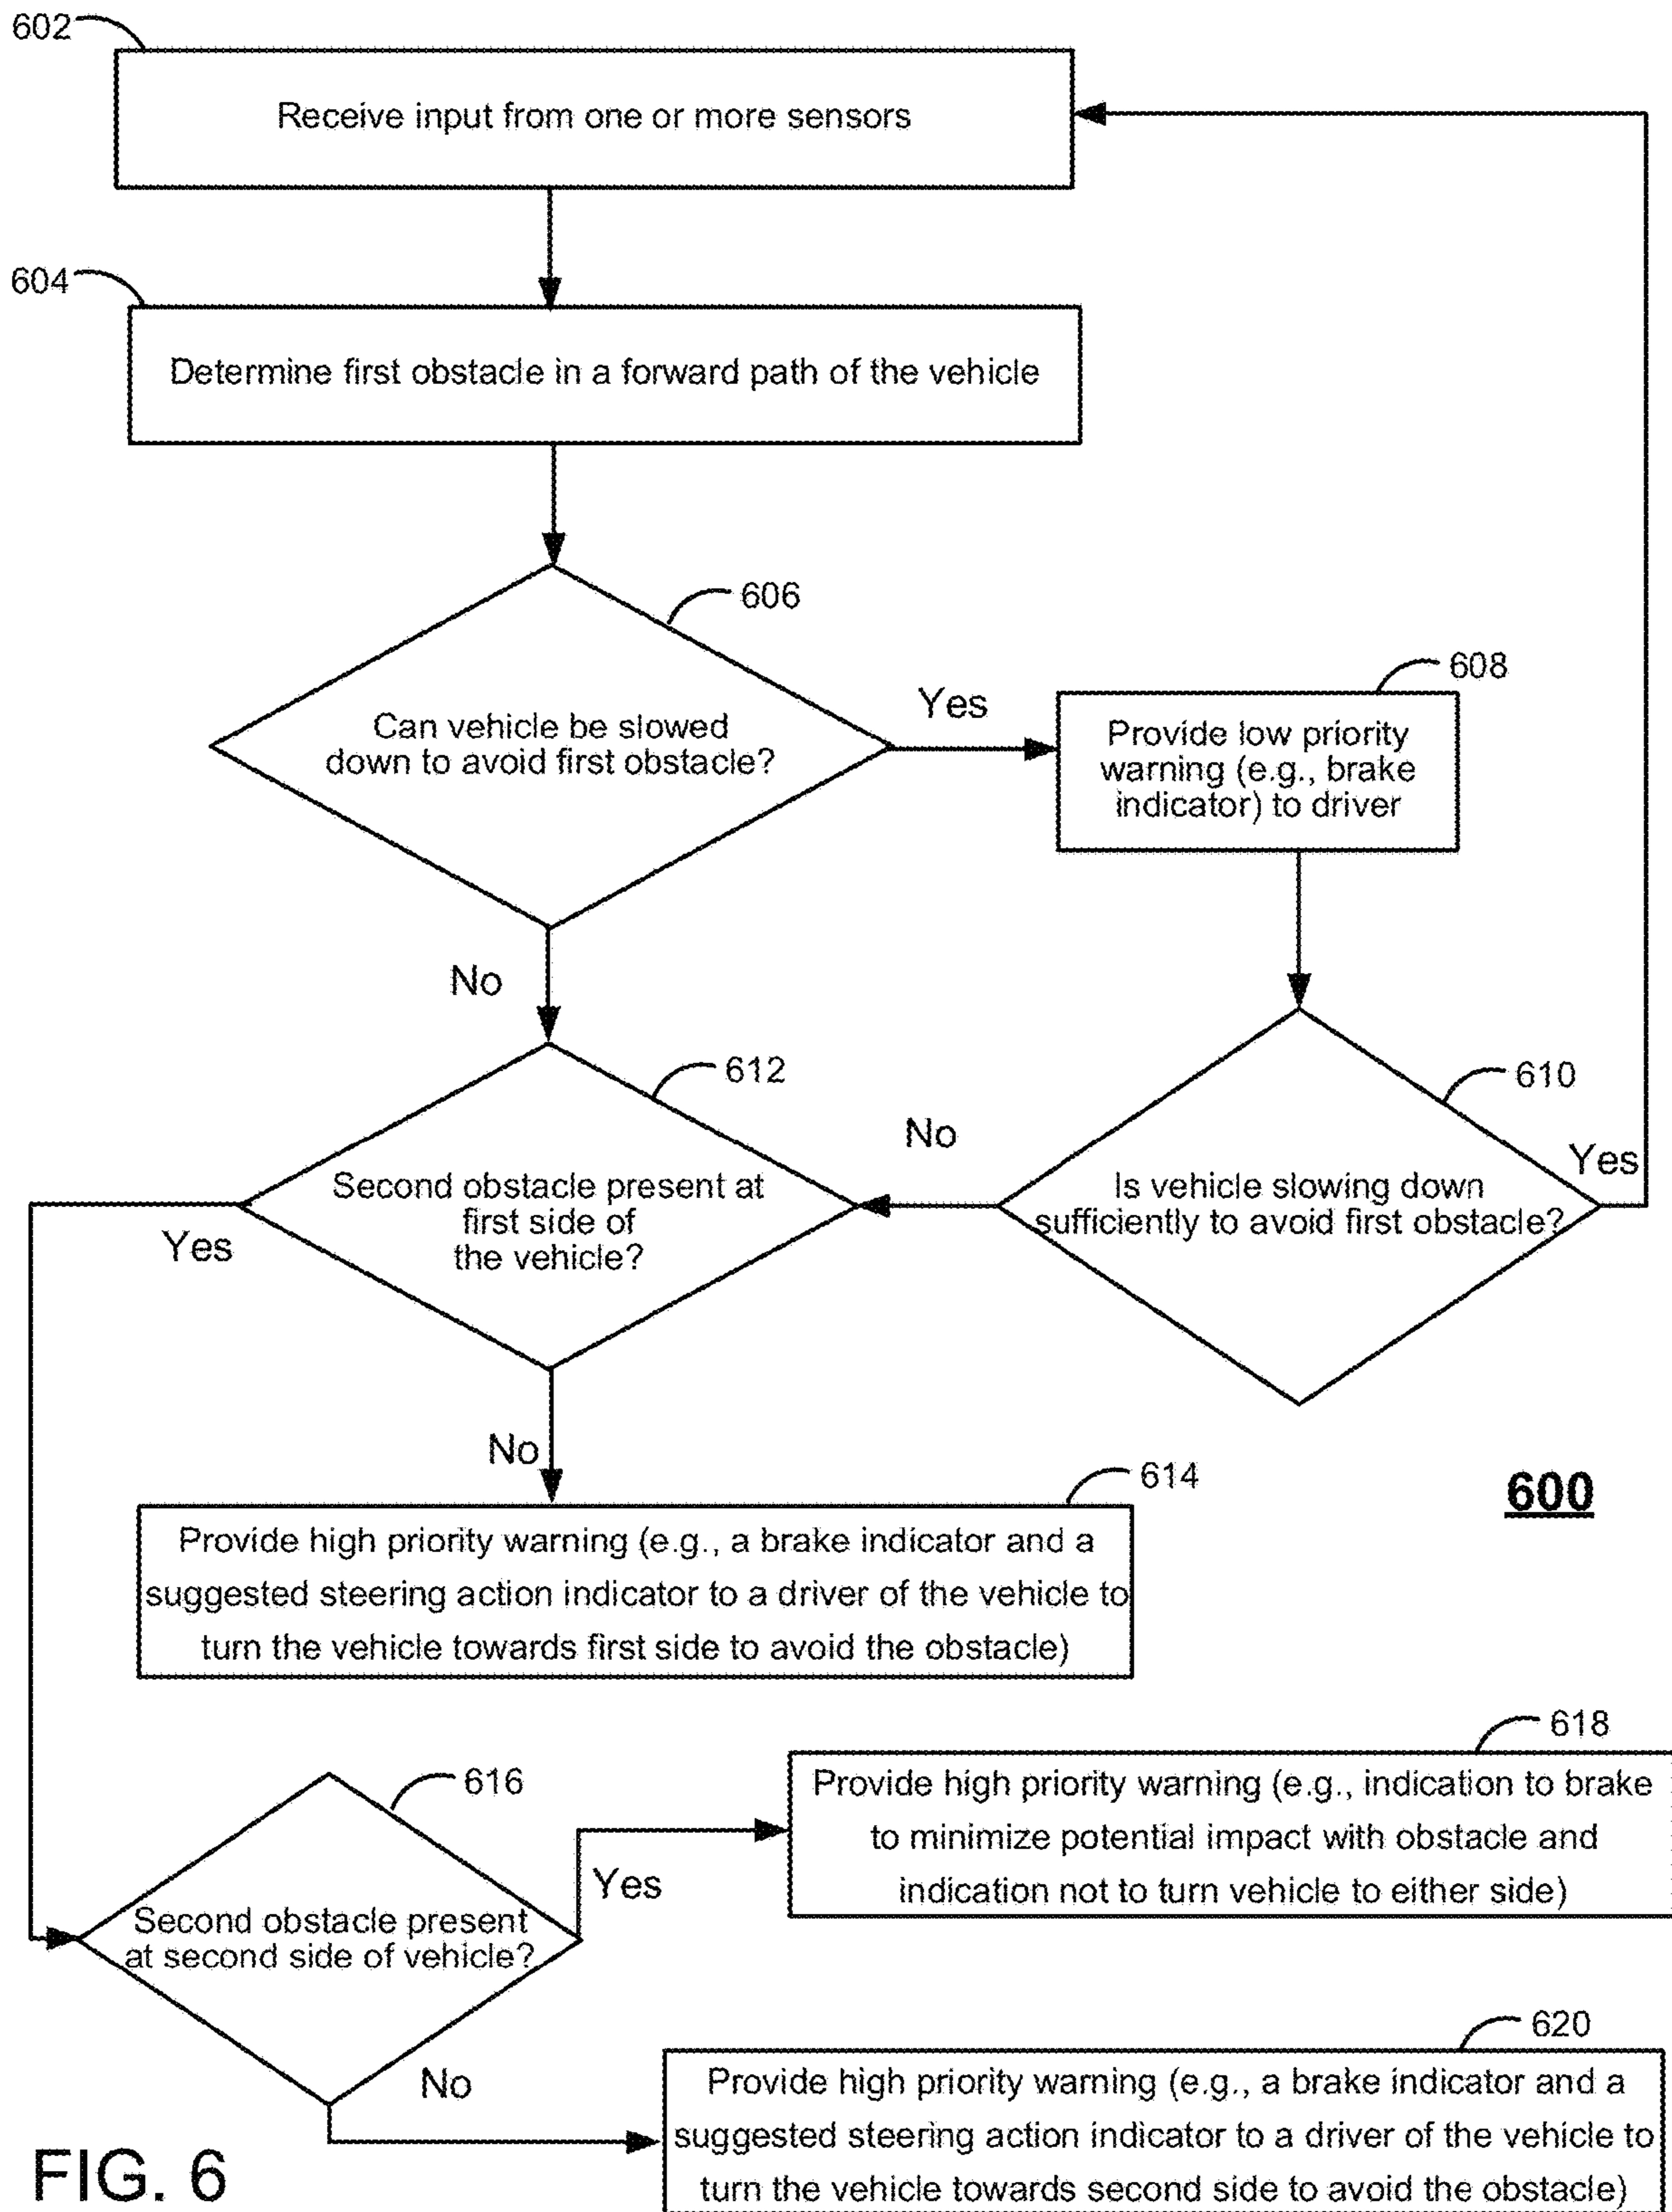 602
Receive input from one or more sensors
604
Determine first obstacle in a forward path of the vehicle
606
Can vehicle be slowed
down to avoid first obstacle?
Yes
608
Provide low priority
warning (e.g., brake
indicator) to driver
No
612
Second obstacle present at
first side of
the vehicle?
Yes
No
610
Is vehicle slowing down
sufficiently to avoid first obstacle?
Yes
No
614
Provide high priority warning (e.g., a brake indicator and a
suggested steering action indicator to a driver of the vehicle to
turn the vehicle towards first side to avoid the obstacle)
600
616
Second obstacle present
at second side of vehicle?
Yes
618
Provide high priority warning (e.g., indication to brake
to minimize potential impact with obstacle and
indication not to turn vehicle to either side)
No
620
Provide high priority warning (e.g., a brake indicator and a
suggested steering action indicator to a driver of the vehicle to
turn the vehicle towards second side to avoid the obstacle)
FIG. 6